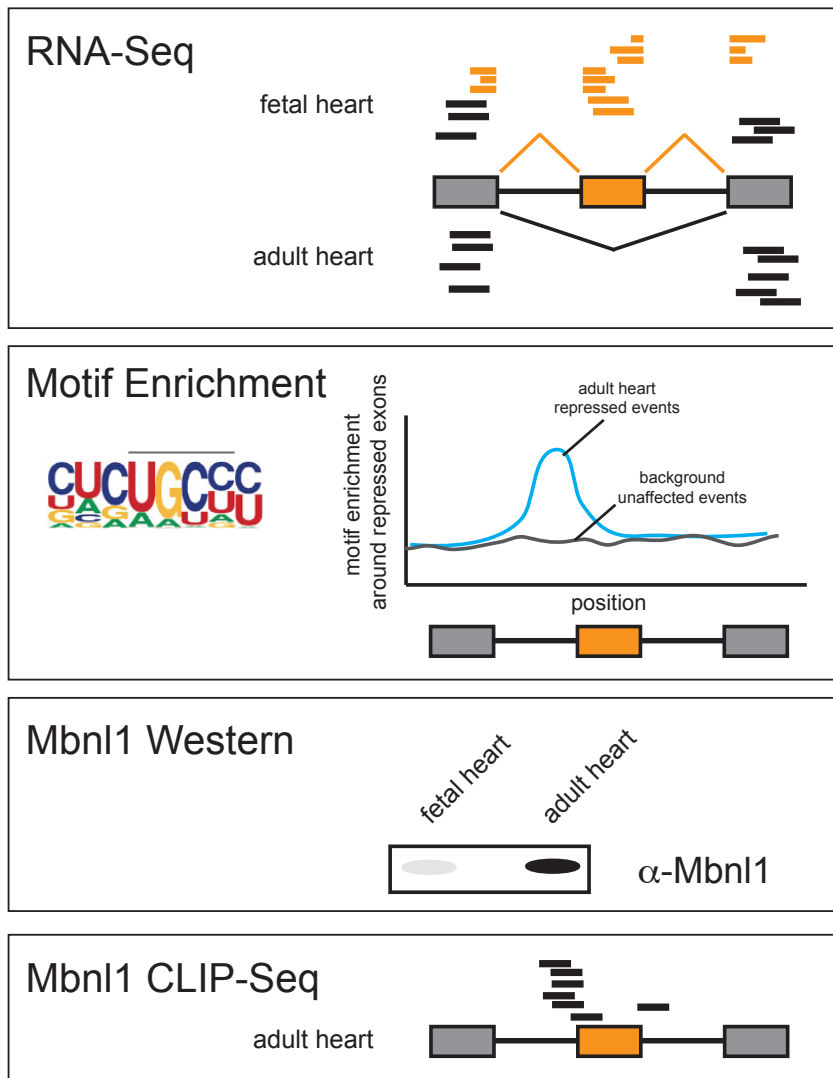 RNA-Seq
fetal heart
adult heart
Motif Enrichment
motif enrichment
around repressed exons
adult heart
repressed events
background
unaffected events
position
CUCUGCCC
UAGAAUUU
GCAAU
Mbnl1 Western
fetal heart
adult heart
α-Mbnl1
Mbnl1 CLIP-Seq
adult heart